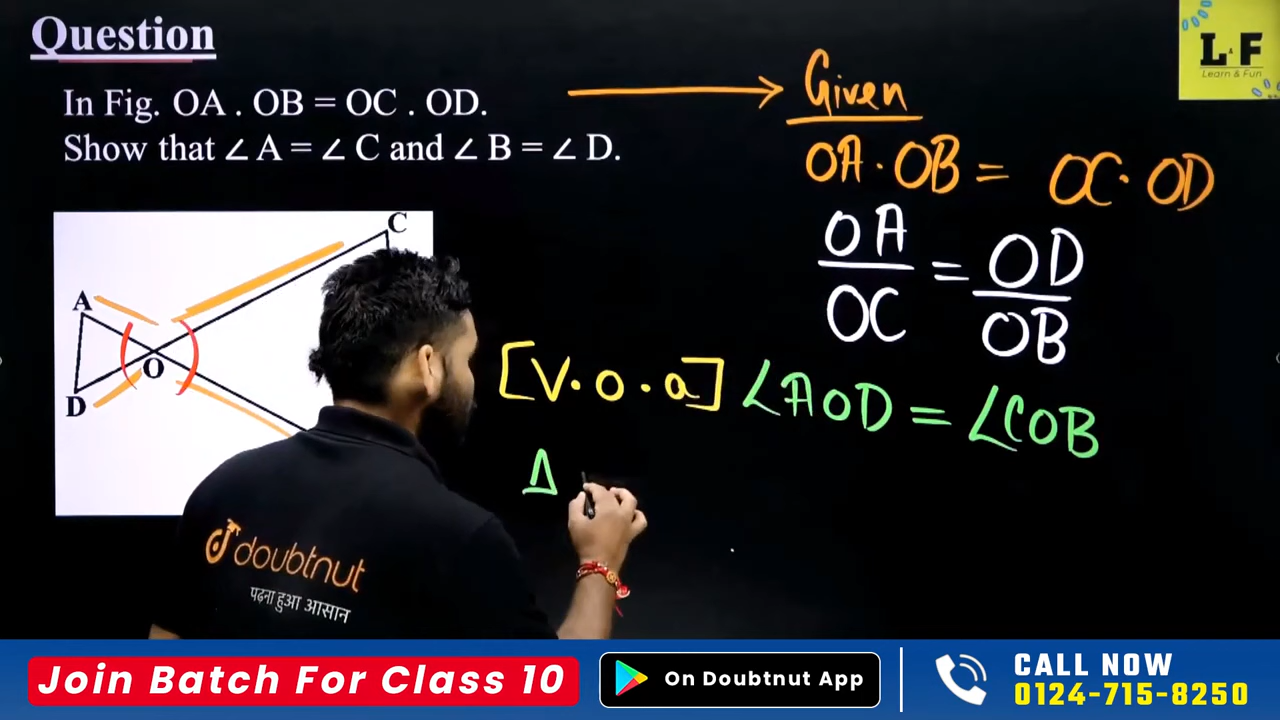 Question
L & F
Learn & Fun
In Fig. OA . OB = OC . OD.
Show that ∠ A = ∠ C and ∠ B = ∠ D.
Given
OA · OB = OC · OD
OA/OC = OD/OB
C
A
O
D
[V·O·a] ∠AOD = ∠COB
Δ
doubtnut
पढ़ना हुआ आसान
Join Batch For Class 10
On Doubtnut App
CALL NOW
0124-715-8250